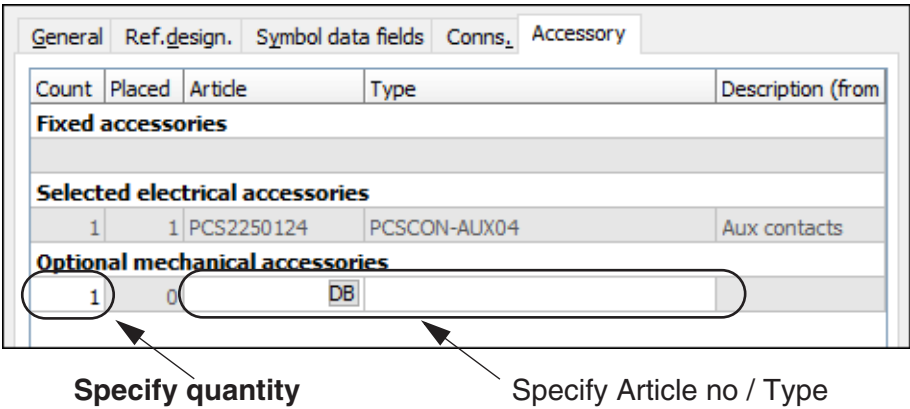 General Ref.design. Symbol data fields Conns. Accessory
Count Placed Article Type Description (from
Fixed accessories
Selected electrical accessories
1 1 PCS2250124 PCSCON-AUX04 Aux contacts
Optional mechanical accessories
1 0 DB
Specify quantity Specify Article no / Type